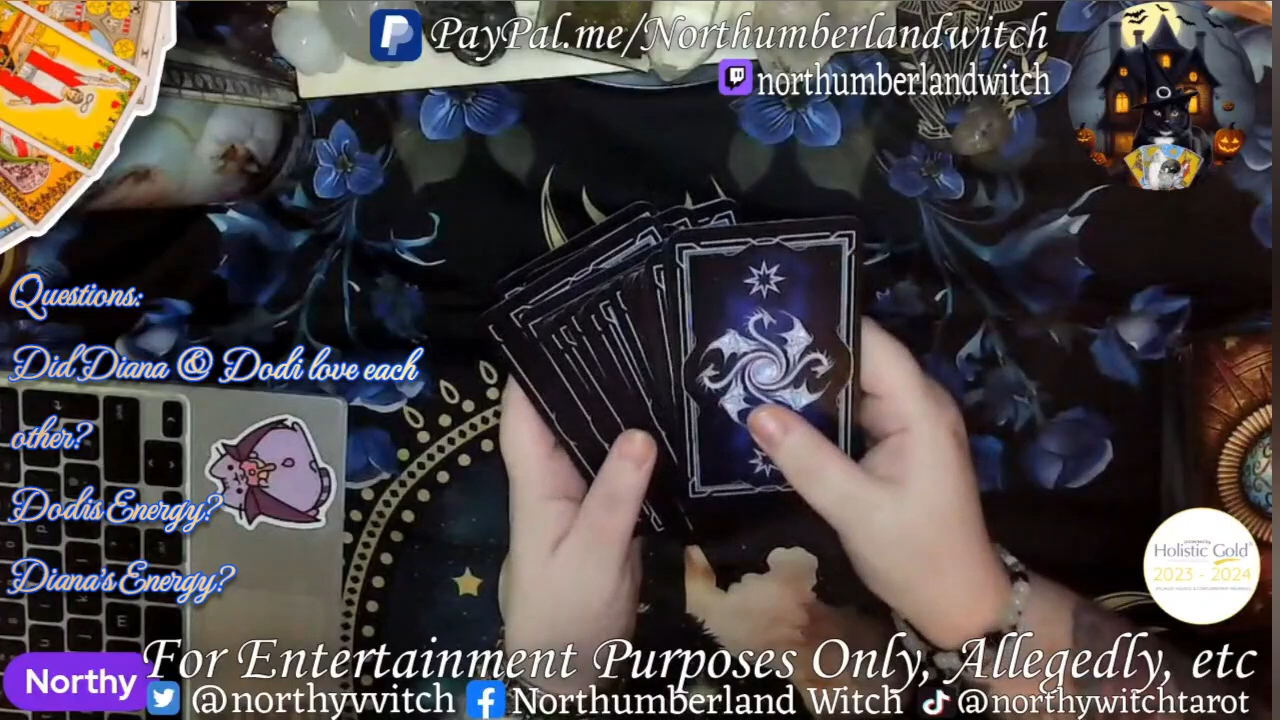 PayPal.me/Northumberlandwitch
northumberlandwitch
Questions:
Did Diana & Dodi love each
other?
Dodis Energy?
Diana's Energy?
Holistic Gold
2023 - 2024
For Entertainment Purposes Only, Allegedly, etc
Northy
@northyvvitch
Northumberland Witch
@northywitchtarot